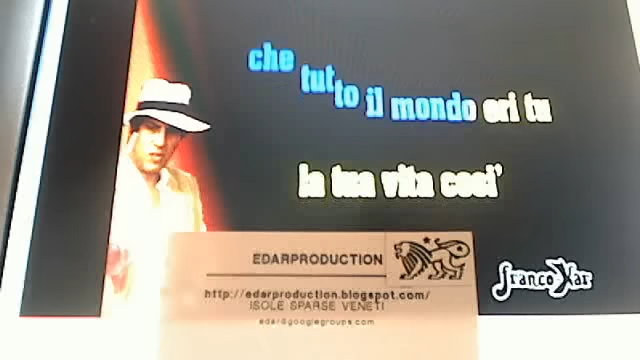 che tutto il mondo eri tu
la tua vita così'
francoKar
EDARPRODUCTION
http://edarproduction.blogspot.com/
ISOLE SPARSE VENETI
edar@googlegroups.com